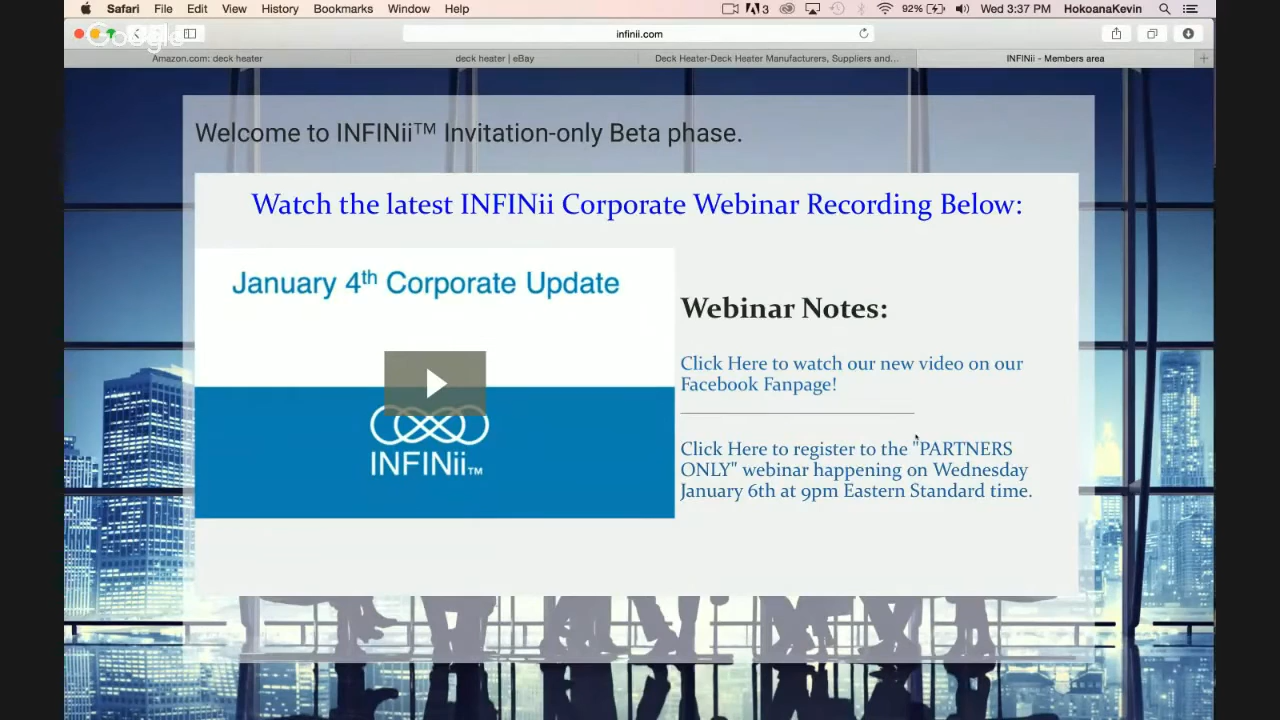 Safari File Edit View History Bookmarks Window Help 3 92% Wed 3:37 PM HokoanaKevin
Google
infinii.com
Amazon.com: deck heater
deck heater | eBay
Deck Heater-Deck Heater Manufacturers, Suppliers and...
INFINii - Members area
Welcome to INFINii™ Invitation-only Beta phase.
Watch the latest INFINii Corporate Webinar Recording Below:
January 4th Corporate Update
INFINii™
Webinar Notes:
Click Here to watch our new video on our
Facebook Fanpage!
Click Here to register to the "PARTNERS
ONLY" webinar happening on Wednesday
January 6th at 9pm Eastern Standard time.